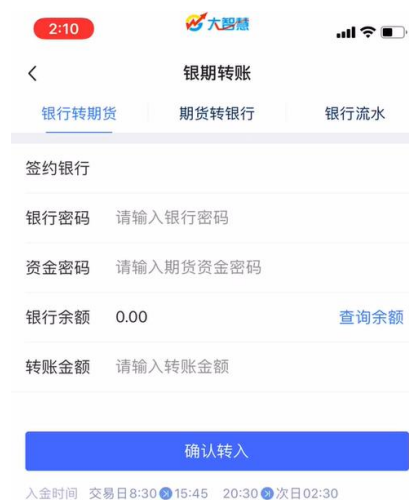 2:10
大智慧
银期转账
银行转期货 期货转银行 银行流水
签约银行
银行密码 请输入银行密码
资金密码 请输入期货资金密码
银行余额 0.00 查询余额
转账金额 请输入转账金额
确认转入
入金时间 交易日8:30 15:45 20:30 次日02:30